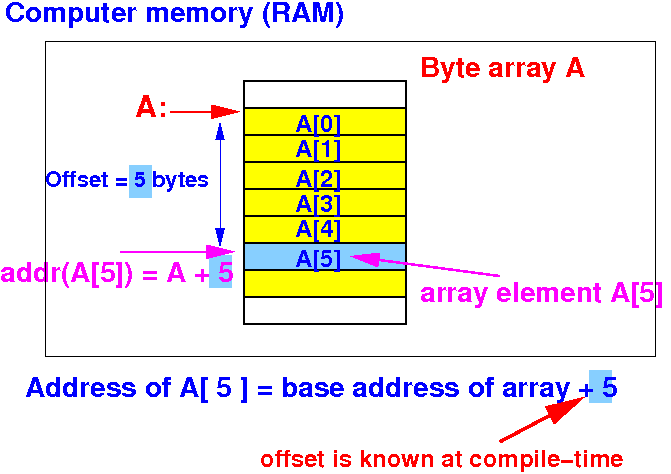 Computer memory (RAM)
Byte array A
A:
A[0]
A[1]
Offset = 5 bytes
A[2]
A[3]
A[4]
A[5]
addr(A[5]) = A + 5
array element A[5]
Address of A[ 5 ] = base address of array + 5
offset is known at compile−time